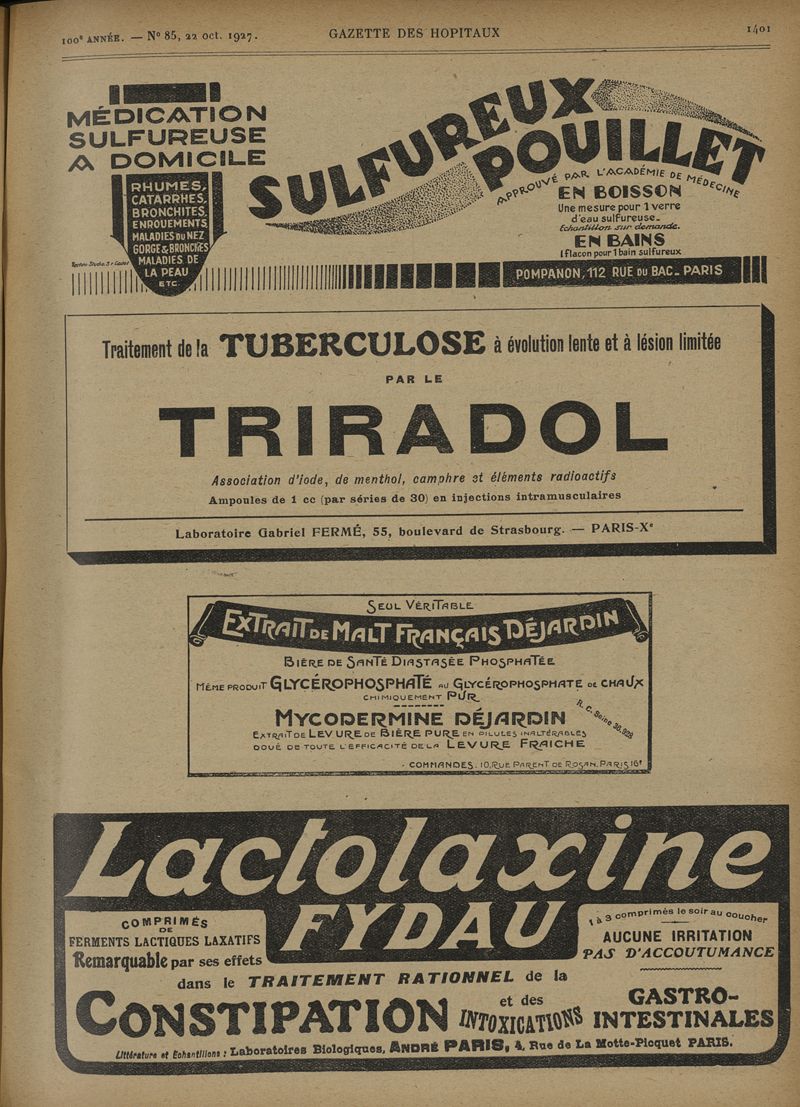 100e ANNÉE. — No 85, 22 oct. 1927.
GAZETTE DES HOPITAUX
1401
MÉDICATION
SULFUREUSE
A DOMICILE
RHUMES,
CATARRHES,
BRONCHITES,
ENROUEMENTS,
MALADIES DU NEZ
GORGE & BRONCHES
MALADIES DE
LA PEAU
ETC.
SULFUREUX
POUILLET
APPROUVÉ PAR L'ACADÉMIE DE MÉDECINE
EN BOISSON
Une mesure pour 1 verre
d'eau sulfureuse_
Echantillon sur demande.
EN BAINS
1 flacon pour 1 bain sulfureux
POMPANON, 112 RUE DU BAC_ PARIS
Traitement de la TUBERCULOSE à évolution lente et à lésion limitée
PAR LE
TRIRADOL
Association d'iode, de menthol, camphre et éléments radioactifs
Ampoules de 1 cc (par séries de 30) en injections intramusculaires
Laboratoire Gabriel FERMÉ, 55, boulevard de Strasbourg. — PARIS-Xe
SEUL VÉRITABLE
EXTRAIT DE MALT FRANÇAIS DÉJARDIN
BIÈRE DE SANTÉ DIASTASÉE PHOSPHATÉE
MÊME PRODUIT GLYCÉROPHOSPHATÉ AU GLYCÉROPHOSPHATE DE CHAUX
CHIMIQUEMENT PUR
MYCODERMINE DÉJARDIN
R. C. Seine 30,929
EXTRAIT DE LEVURE DE BIÈRE PURE EN PILULES INALTÉRABLES
DOUÉ DE TOUTE L'EFFICACITÉ DE LA LEVURE FRAICHE
COMMANDES. 10, RUE PARENT DE ROSAN, PARIS 16e
Lactolaxine
FYDAU
COMPRIMÉS
DE
FERMENTS LACTIQUES LAXATIFS
Remarquable par ses effets
1 à 3 comprimés le soir au coucher
AUCUNE IRRITATION
PAS D'ACCOUTUMANCE
dans le TRAITEMENT RATIONNEL de la
CONSTIPATION et des INTOXICATIONS GASTRO-
INTESTINALES
Littérature et Echantillons : Laboratoires Biologiques, ANDRÉ PARIS, 4, Rue de La Motte-Picquet PARIS.